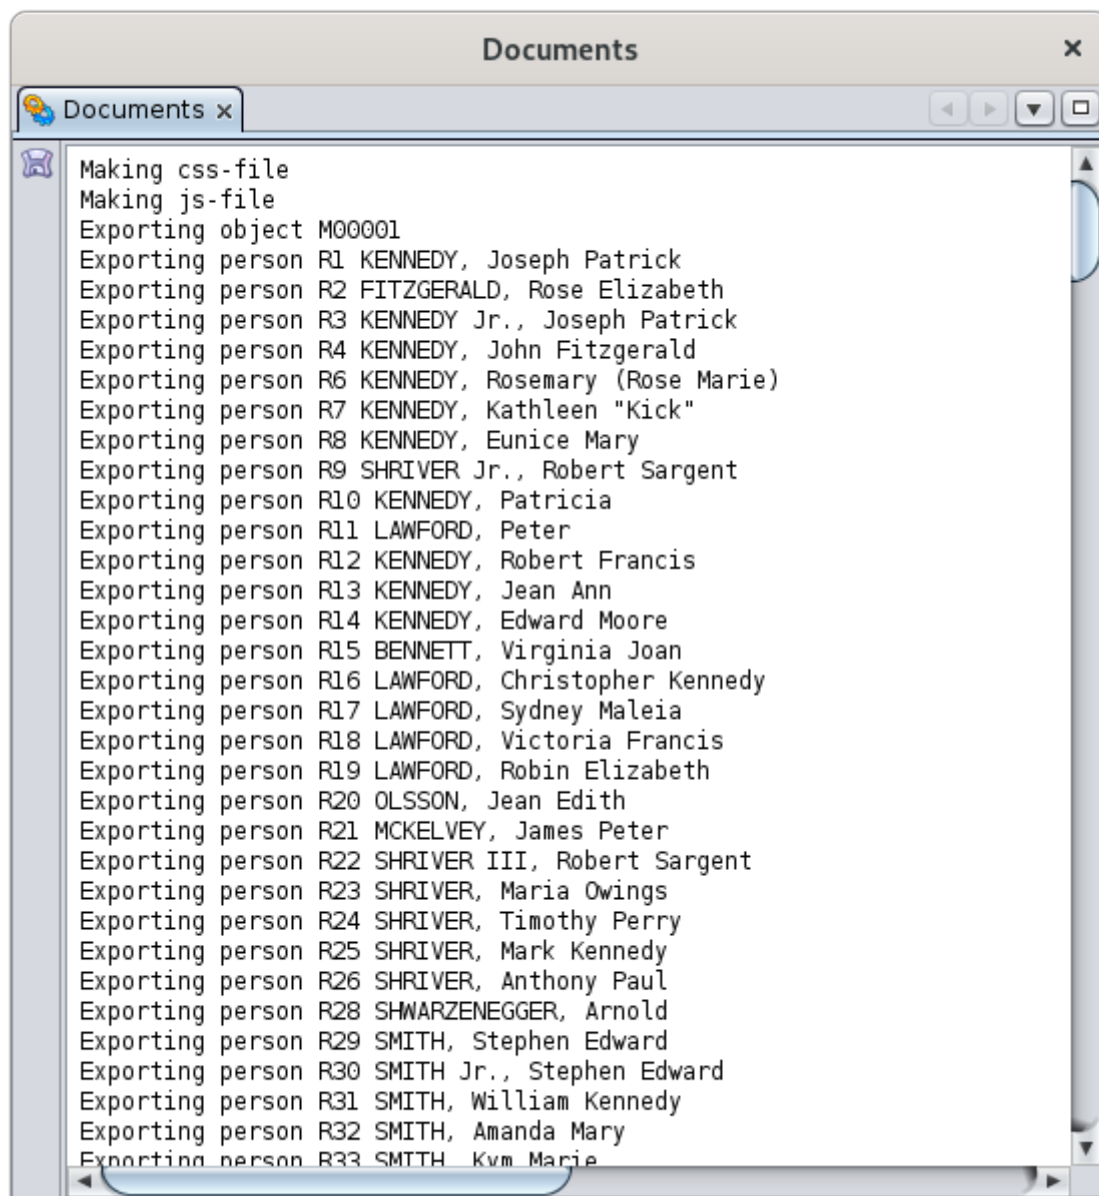 Documents
Documents
Making css-file
Making js-file
Exporting object M00001
Exporting person R1 KENNEDY, Joseph Patrick
Exporting person R2 FITZGERALD, Rose Elizabeth
Exporting person R3 KENNEDY Jr., Joseph Patrick
Exporting person R4 KENNEDY, John Fitzgerald
Exporting person R6 KENNEDY, Rosemary (Rose Marie)
Exporting person R7 KENNEDY, Kathleen "Kick"
Exporting person R8 KENNEDY, Eunice Mary
Exporting person R9 SHRIVER Jr., Robert Sargent
Exporting person R10 KENNEDY, Patricia
Exporting person R11 LAWFORD, Peter
Exporting person R12 KENNEDY, Robert Francis
Exporting person R13 KENNEDY, Jean Ann
Exporting person R14 KENNEDY, Edward Moore
Exporting person R15 BENNETT, Virginia Joan
Exporting person R16 LAWFORD, Christopher Kennedy
Exporting person R17 LAWFORD, Sydney Maleia
Exporting person R18 LAWFORD, Victoria Francis
Exporting person R19 LAWFORD, Robin Elizabeth
Exporting person R20 OLSSON, Jean Edith
Exporting person R21 MCKELVEY, James Peter
Exporting person R22 SHRIVER III, Robert Sargent
Exporting person R23 SHRIVER, Maria Owings
Exporting person R24 SHRIVER, Timothy Perry
Exporting person R25 SHRIVER, Mark Kennedy
Exporting person R26 SHRIVER, Anthony Paul
Exporting person R28 SHWARZENEGGER, Arnold
Exporting person R29 SMITH, Stephen Edward
Exporting person R30 SMITH Jr., Stephen Edward
Exporting person R31 SMITH, William Kennedy
Exporting person R32 SMITH, Amanda Mary
Exporting person R33 SMITH, Kym Marie